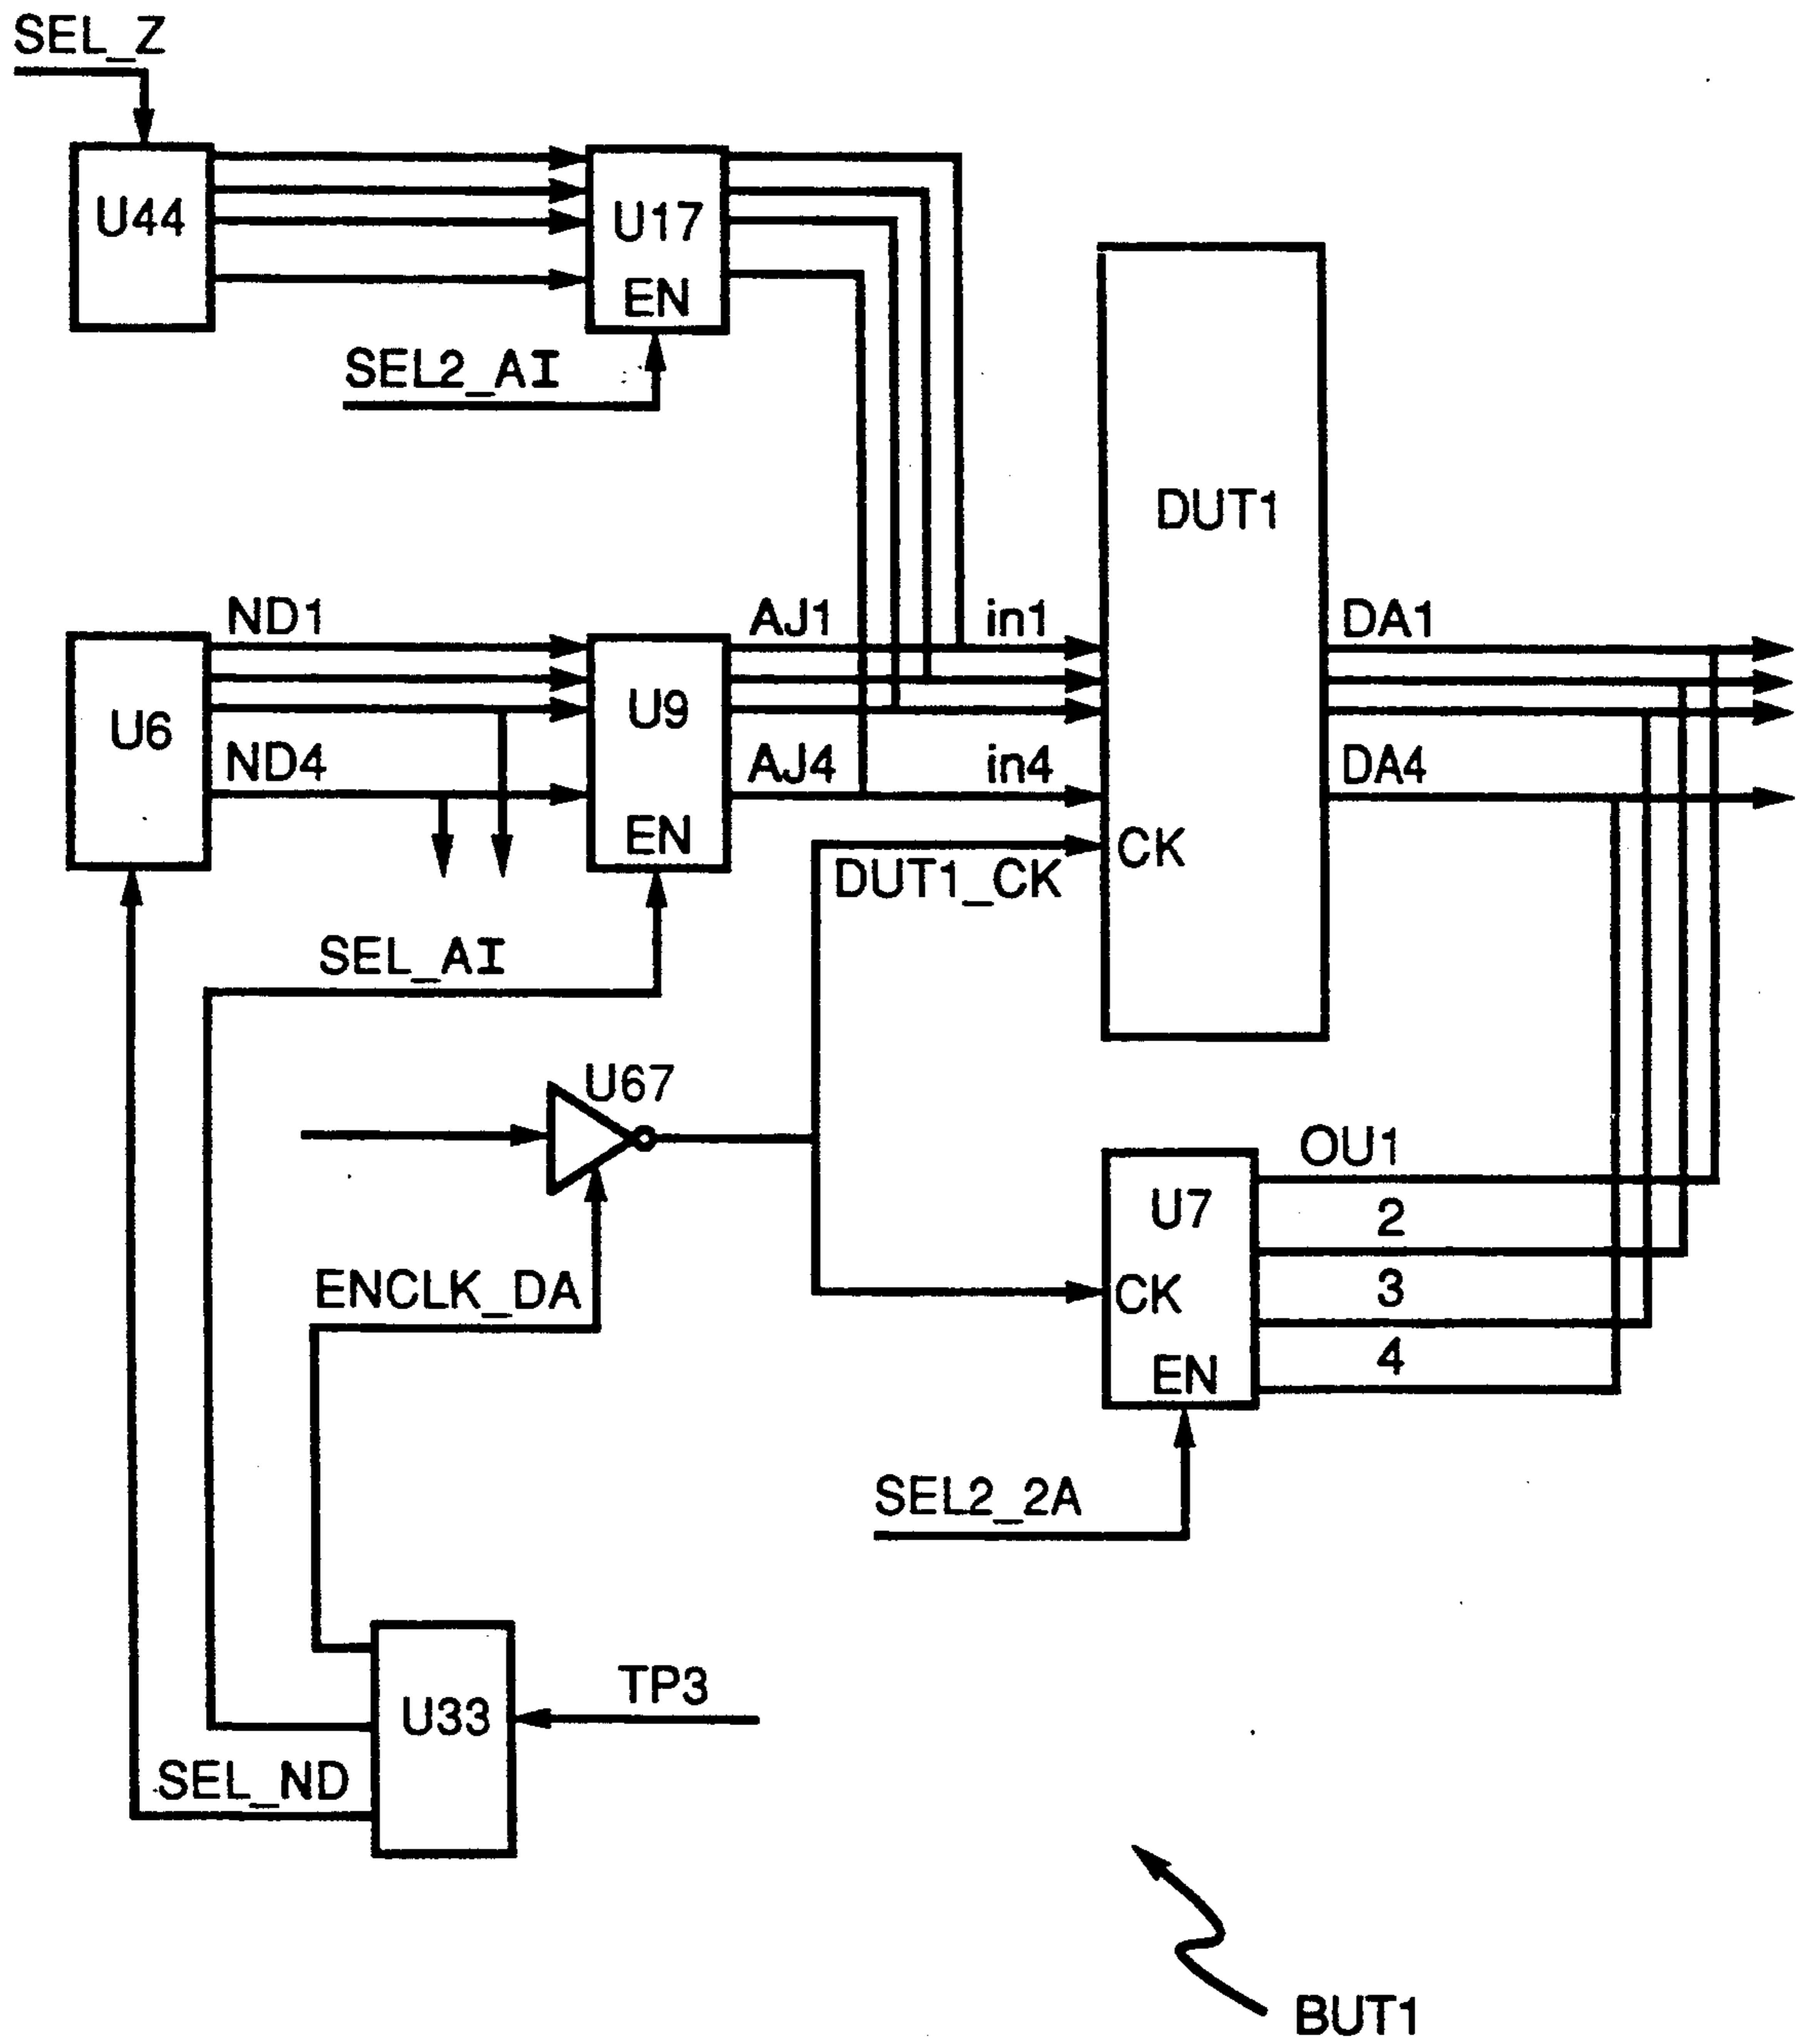 SEL_Z
U44
U17
EN
SEL2_AI
DUT1
ND1
AJ1
in1
DA1
U6
U9
ND4
AJ4
in4
DA4
EN
CK
DUT1_CK
SEL_AI
U67
OU1
U7
2
ENCLK_DA
CK
3
EN
4
SEL2_2A
U33
TP3
SEL_ND
BUT1